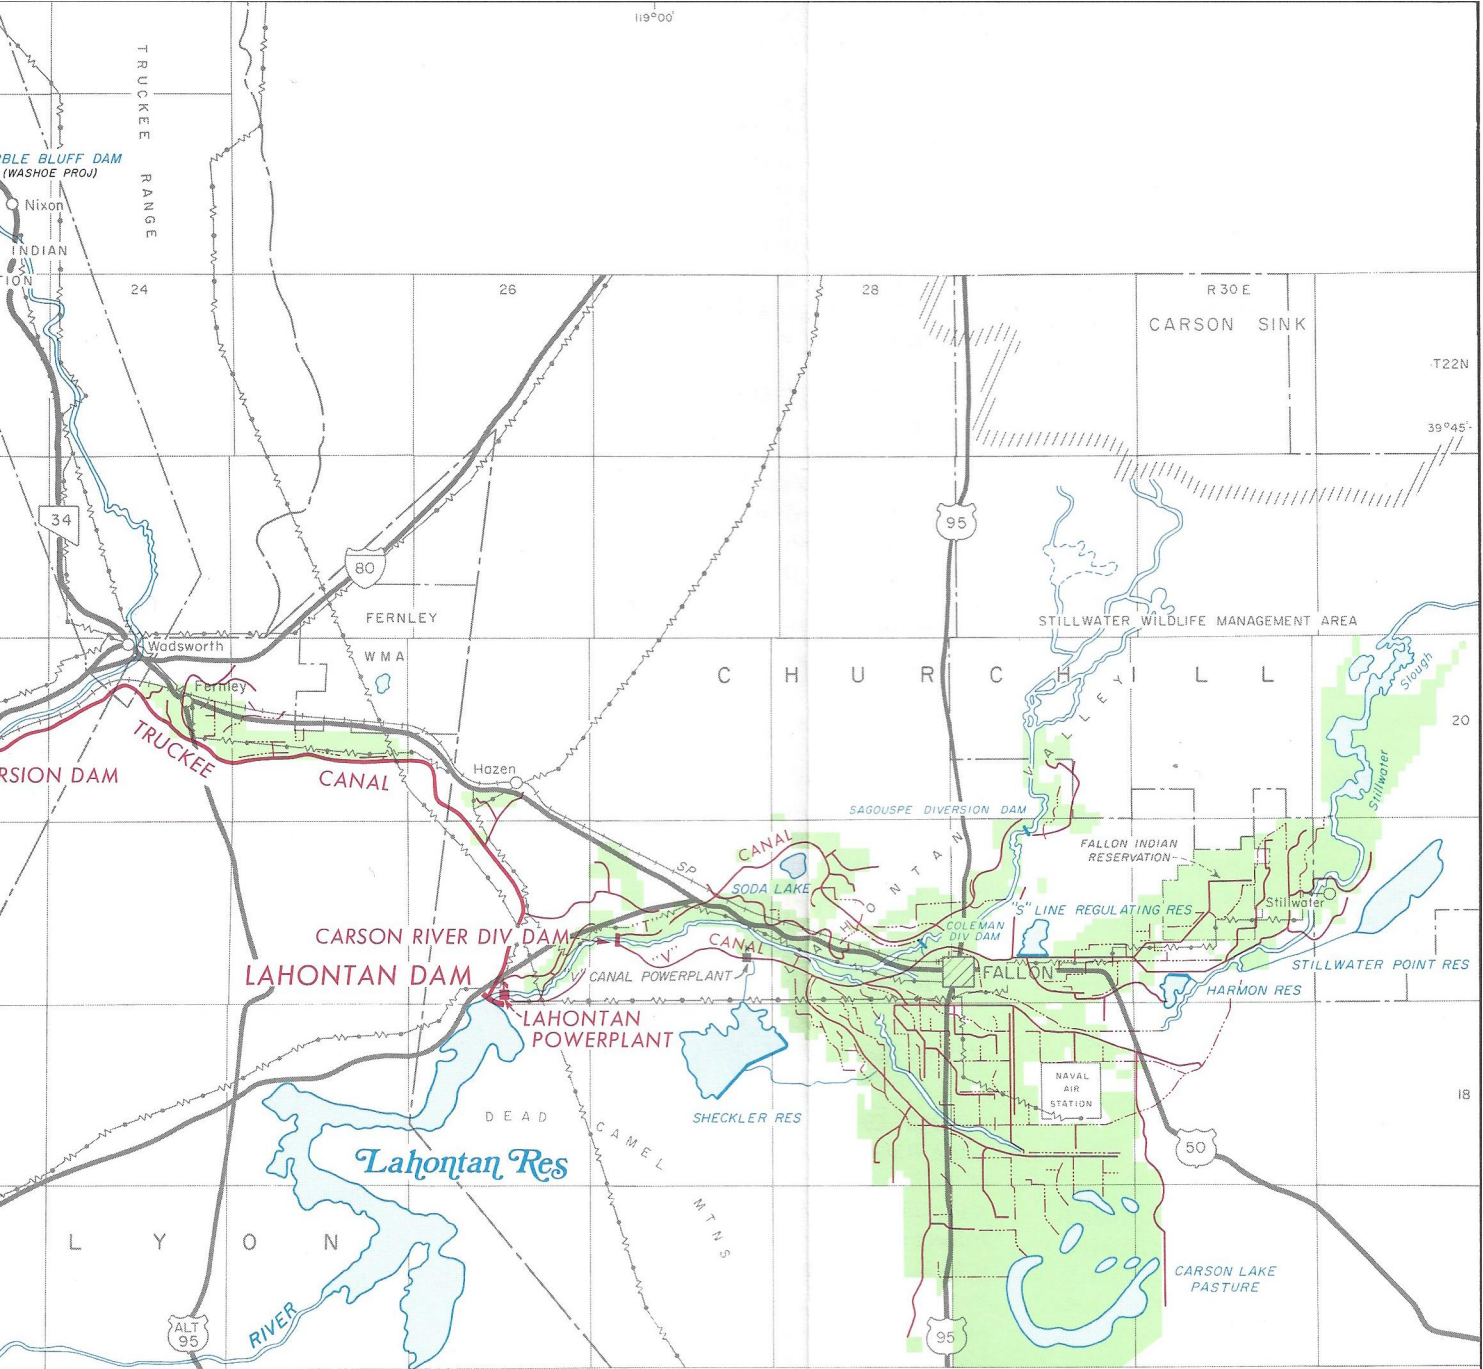 119°00'
TRUCKEE RANGE
BLE BLUFF DAM
(WASHOE PROJ)
Nixon
INDIAN
ION
24
26
28
R 30 E
CARSON SINK
T22N
39°45'
34
80
95
FERNLEY
WMA
STILLWATER WILDLIFE MANAGEMENT AREA
Wadsworth
CHURCHILL
Slough
Fernley
20
TRUCKEE
CANAL
RSION DAM
Hazen
Stillwater
SAGOUSPE DIVERSION DAM
LAHONTAN VALLEY
FALLON INDIAN
RESERVATION
CANAL
SP
SODA LAKE
Stillwater
"S" LINE REGULATING RES
COLEMAN
DIV DAM
CARSON RIVER DIV DAM
"T"
CANAL
"V"
LAHONTAN DAM
"V" CANAL POWERPLANT
FALLON
STILLWATER POINT RES
HARMON RES
LAHONTAN
POWERPLANT
NAVAL
AIR
STATION
18
SHECKLER RES
DEAD CAMEL MTNS
50
Lahontan Res
LYON
CARSON LAKE
PASTURE
RIVER
ALT
95
95